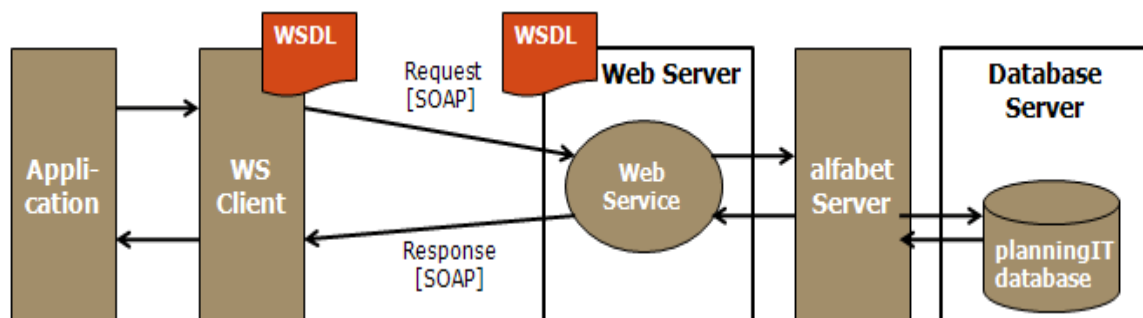 WSDL
WSDL
Request
[SOAP]
Web Server
Database
Server
Appli-
cation
WS
Client
Web
Service
alfabet
Server
Response
[SOAP]
planningIT
database